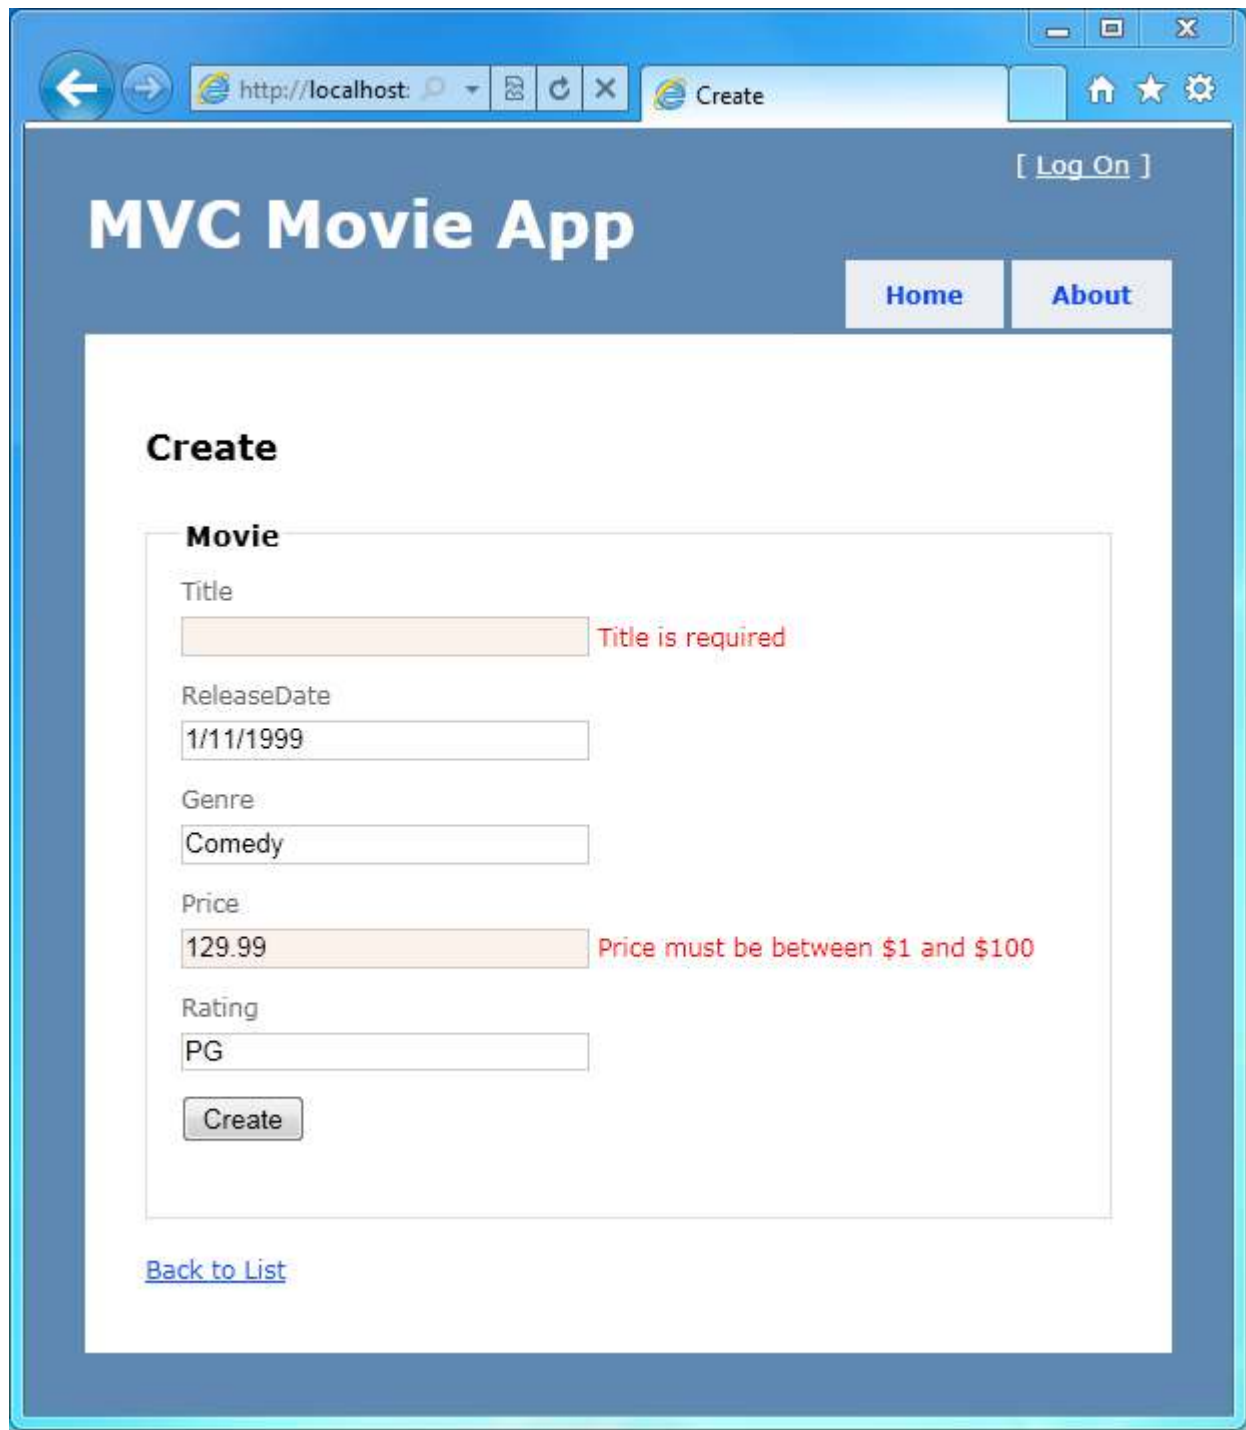 http://localhost:
Create
[ Log On ]
MVC Movie App
Home About
Create
Movie
Title
Title is required
ReleaseDate
1/11/1999
Genre
Comedy
Price
129.99 Price must be between $1 and $100
Rating
PG
Create
Back to List